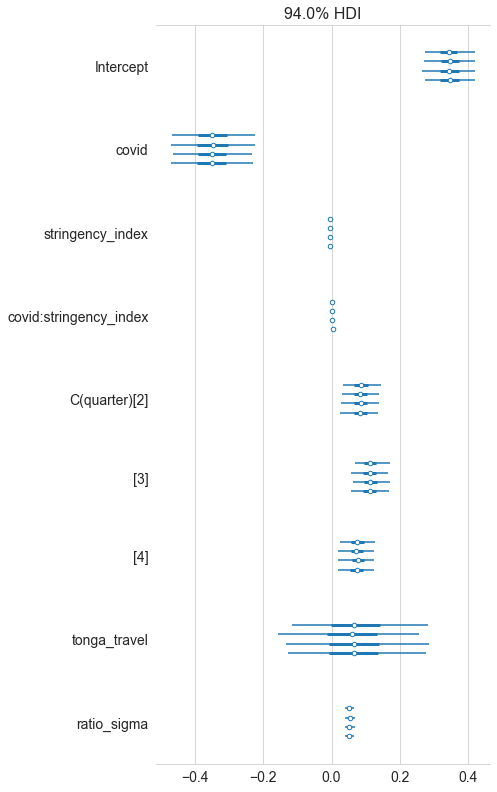 94.0% HDI
Intercept
covid
stringency_index
covid:stringency_index
C(quarter)[2]
[3]
[4]
tonga_travel
ratio_sigma
−0.4 −0.2 0.0 0.2 0.4